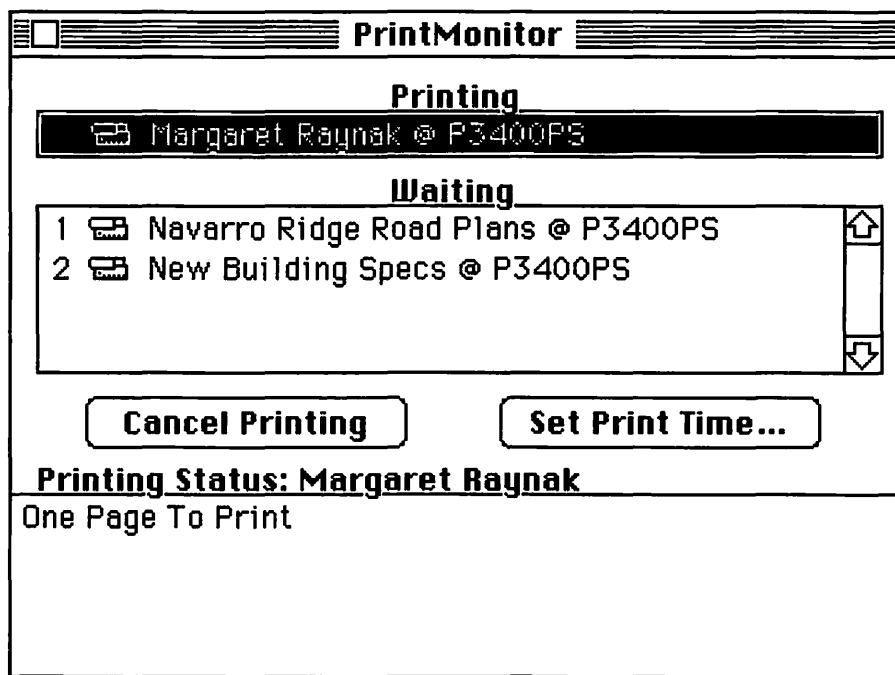 PrintMonitor
Printing
Margaret Raynak @ P3400PS
Waiting
1 Navarro Ridge Road Plans @ P3400PS
2 New Building Specs @ P3400PS
Cancel Printing Set Print Time...
Printing Status: Margaret Raynak
One Page To Print